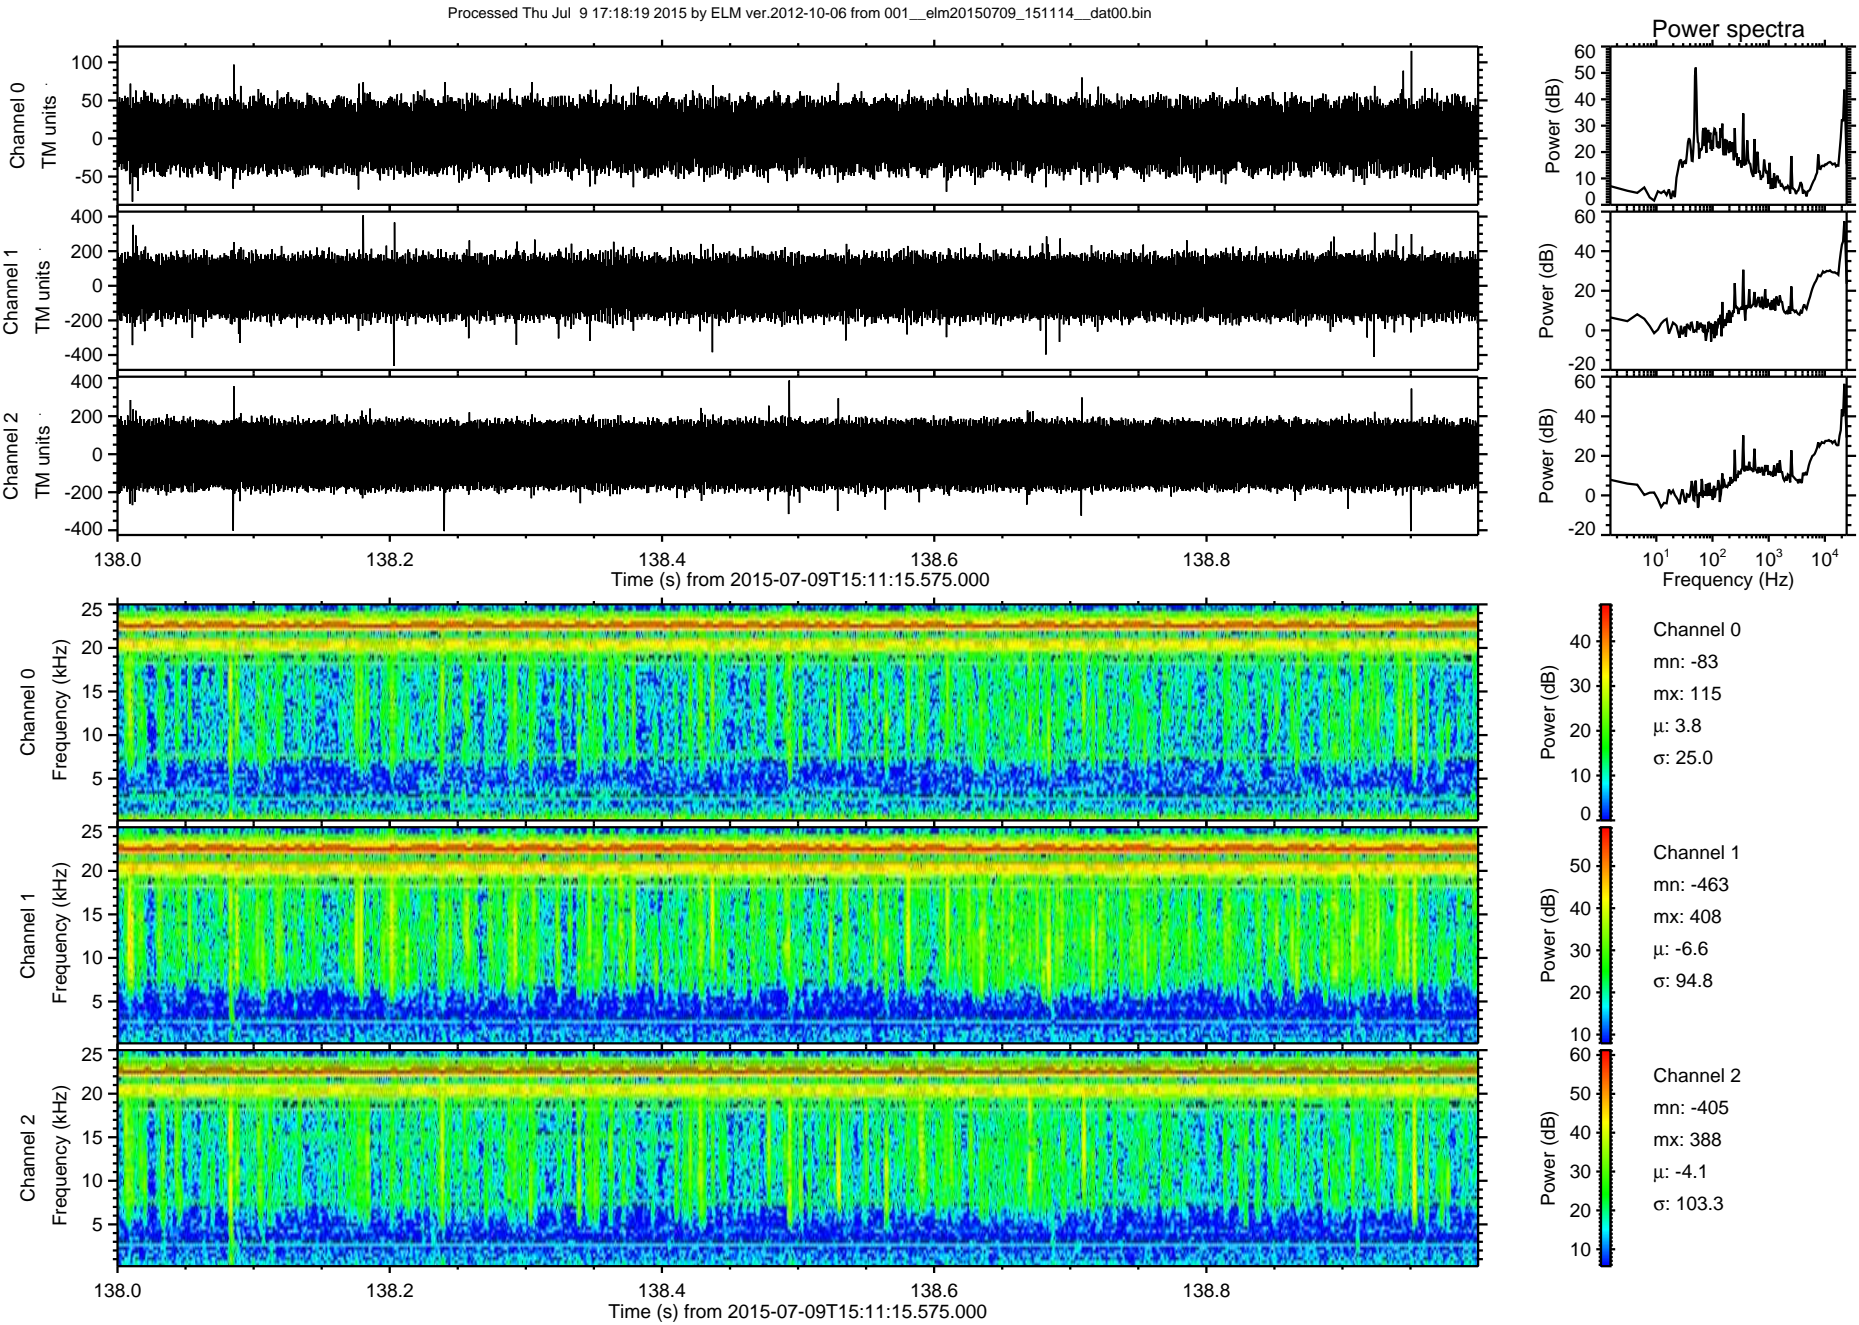 Processed Thu Jul 9 17:18:19 2015 by ELM ver.2012-10-06 from 001__elm20150709_151114__dat00.bin
Power spectra
Channel 0
TM units
100
50
0
-50
Power (dB)
60
50
40
30
20
10
0
Channel 1
TM units
400
200
0
-200
-400
Power (dB)
60
40
20
0
-20
Channel 2
TM units
400
200
0
-200
-400
Power (dB)
60
40
20
0
-20
138.0
138.2
138.4
138.6
138.8
Time (s) from 2015-07-09T15:11:15.575.000
10^1
10^2
10^3
10^4
Frequency (Hz)
Channel 0
Frequency (kHz)
25
20
15
10
5
Power (dB)
40
30
20
10
0
Channel 0
mn: -83
mx: 115
μ: 3.8
σ: 25.0
Channel 1
Frequency (kHz)
25
20
15
10
5
Power (dB)
50
40
30
20
10
Channel 1
mn: -463
mx: 408
μ: -6.6
σ: 94.8
Channel 2
Frequency (kHz)
25
20
15
10
5
Power (dB)
60
50
40
30
20
10
Channel 2
mn: -405
mx: 388
μ: -4.1
σ: 103.3
138.0
138.2
138.4
138.6
138.8
Time (s) from 2015-07-09T15:11:15.575.000